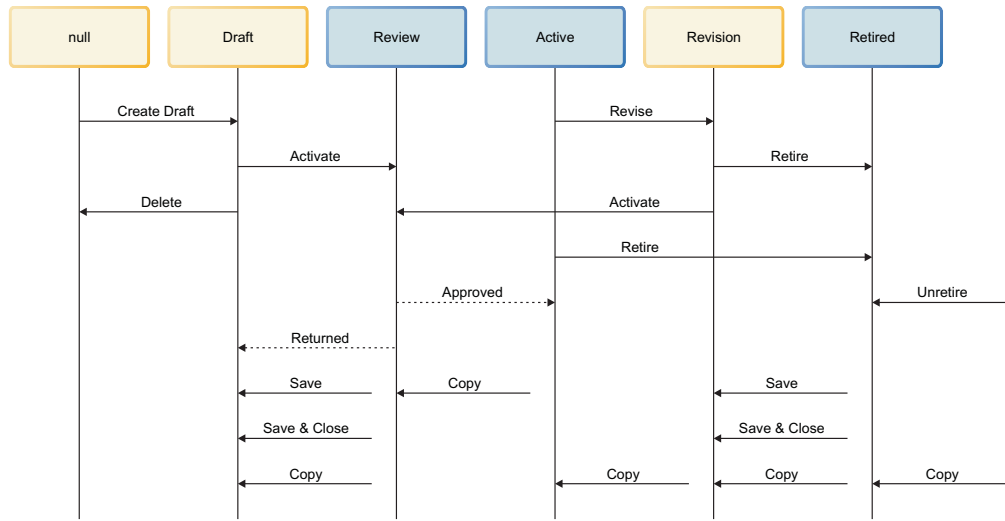 null
Draft
Review
Active
Revision
Retired
Create Draft
Revise
Activate
Retire
Delete
Activate
Retire
Approved
Unretire
Returned
Save
Copy
Save
Save & Close
Save & Close
Copy
Copy
Copy
Copy